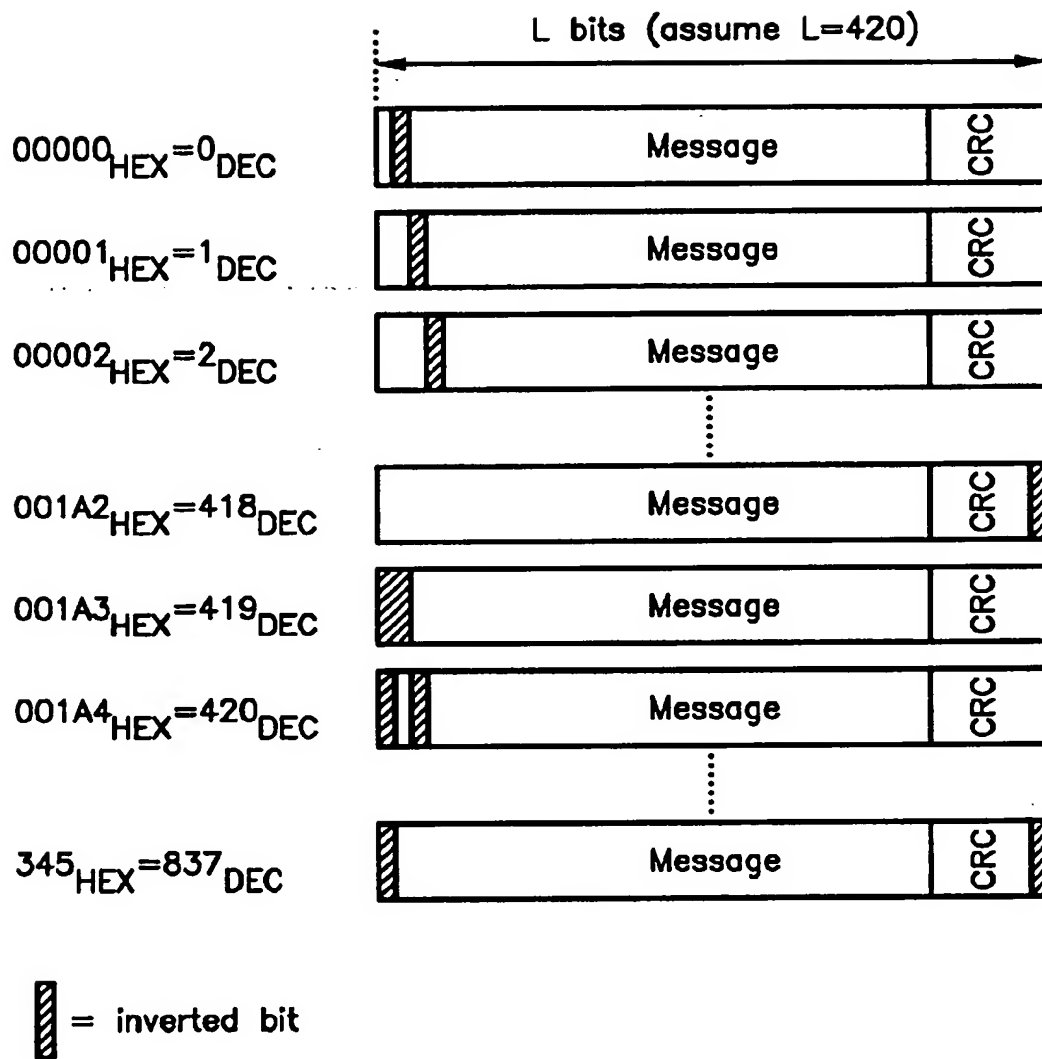 L bits (assume L=420)
00000HEX=0DEC Message CRC
00001HEX=1DEC Message CRC
00002HEX=2DEC Message CRC
001A2HEX=418DEC Message CRC
001A3HEX=419DEC Message CRC
001A4HEX=420DEC Message CRC
345HEX=837DEC Message CRC
= inverted bit